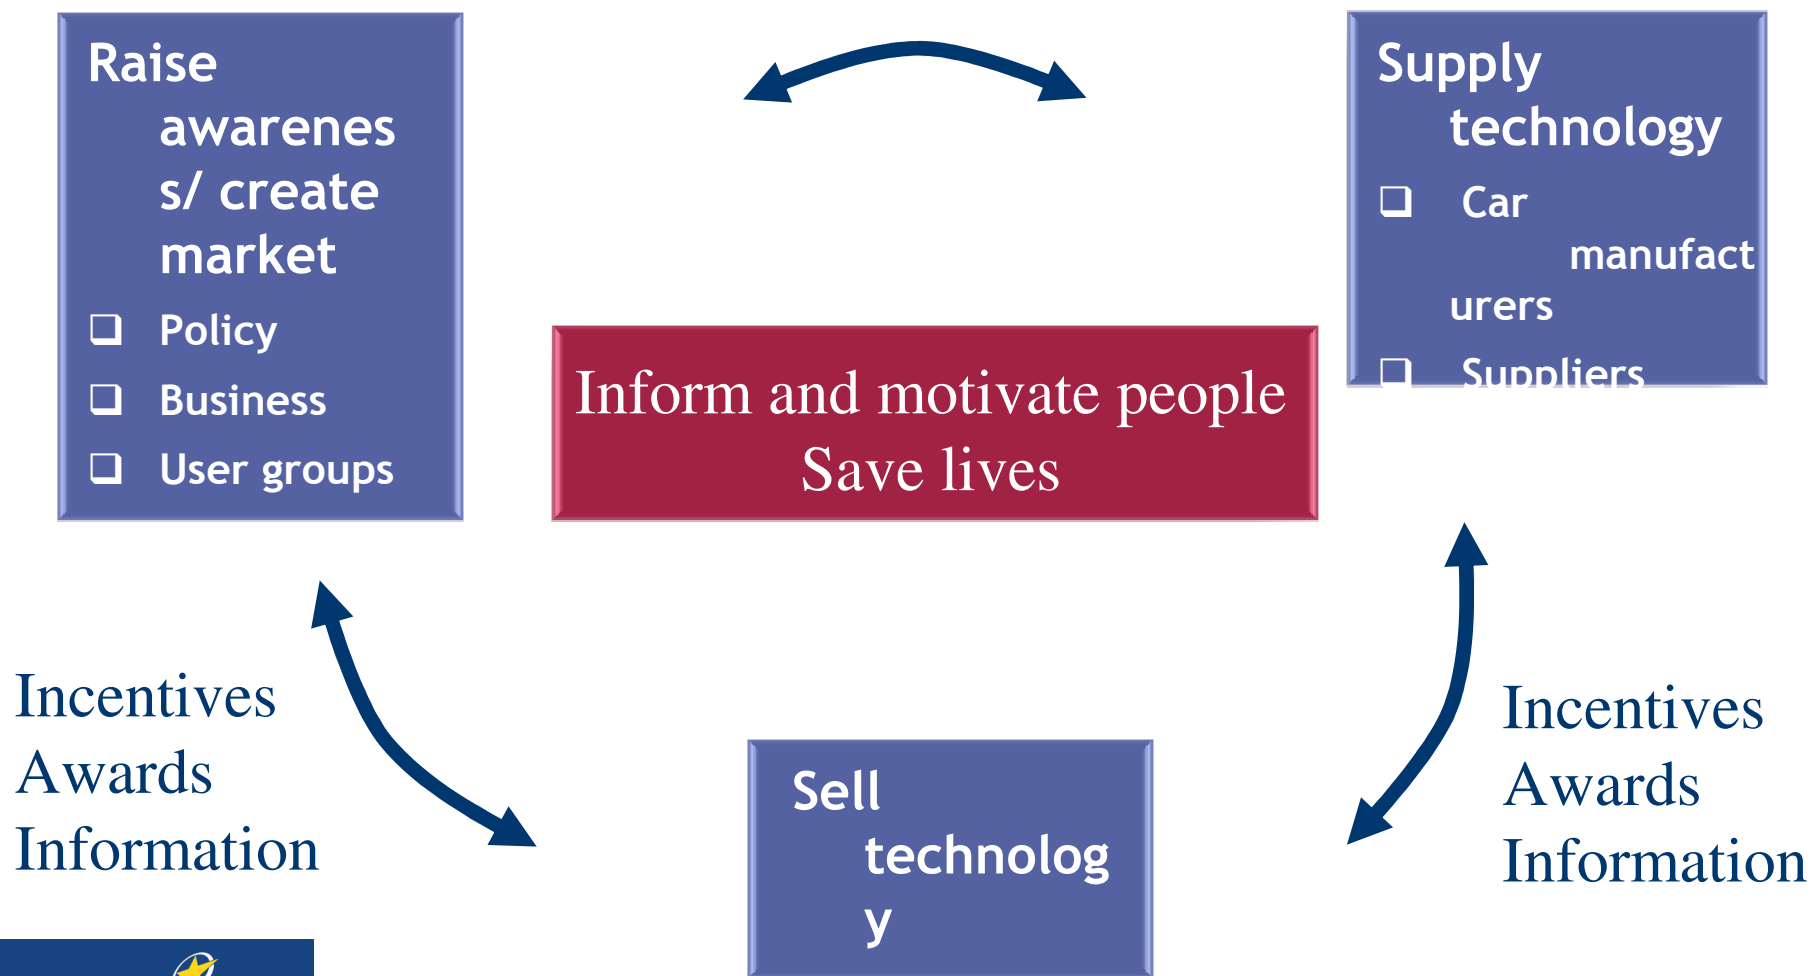 Raise
awarenes
s/ create
market
❑ Policy
❑ Business
❑ User groups
Supply
technology
❑ Car
manufact
urers
❑ Suppliers
Inform and motivate people
Save lives
Incentives
Awards
Information
Incentives
Awards
Information
Sell
technolog
y